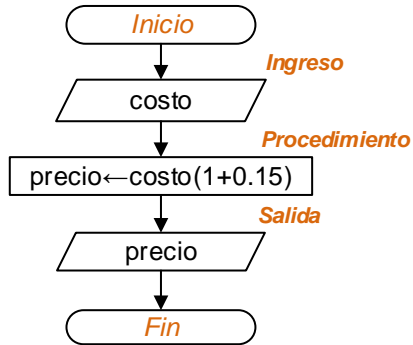 Inicio
Ingreso
costo
Procedimiento
precio←costo(1+0.15)
Salida
precio
Fin